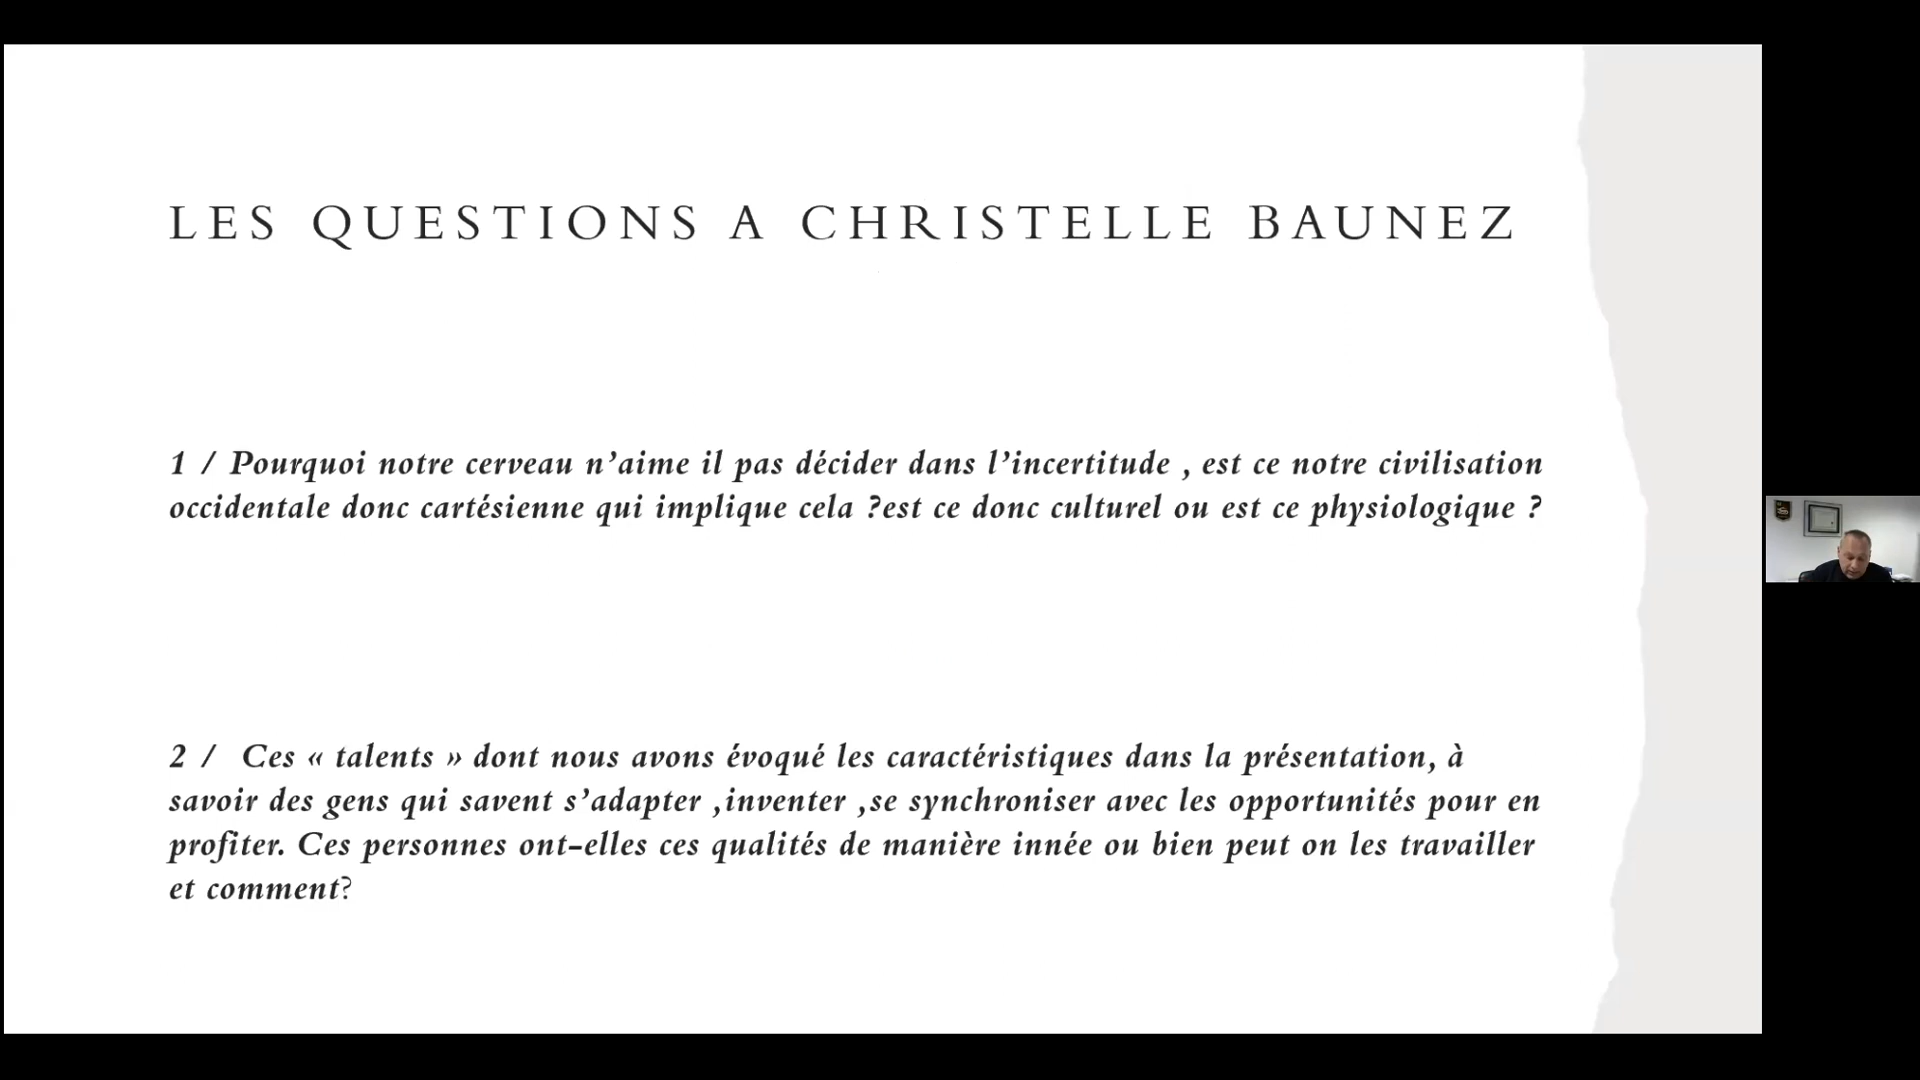 LES QUESTIONS A CHRISTELLE BAUNEZ
1 / Pourquoi notre cerveau n’aime il pas décider dans l’incertitude , est ce notre civilisation
occidentale donc cartésienne qui implique cela ?est ce donc culturel ou est ce physiologique ?
2 / Ces « talents » dont nous avons évoqué les caractéristiques dans la présentation, à
savoir des gens qui savent s’adapter ,inventer ,se synchroniser avec les opportunités pour en
profiter. Ces personnes ont-elles ces qualités de manière innée ou bien peut on les travailler
et comment?